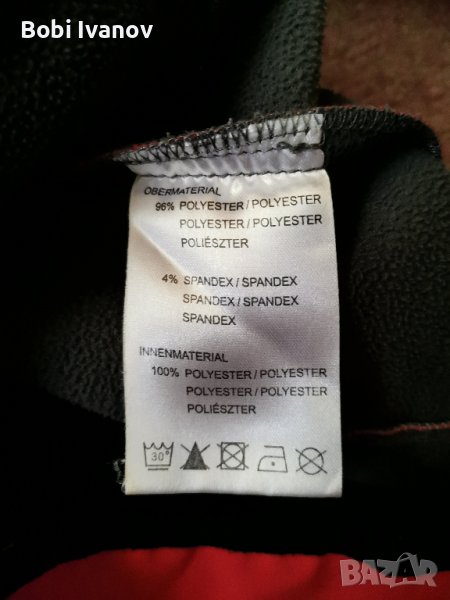 Bobi Ivanov
OBERMATERIAL
96% POLYESTER / POLYESTER
POLYESTER / POLYESTER
POLIÉSZTER
4% SPANDEX / SPANDEX
SPANDEX / SPANDEX
SPANDEX
INNENMATERIAL
100% POLYESTER / POLYESTER
POLYESTER / POLYESTER
POLIÉSZTER
30°
BAZAR